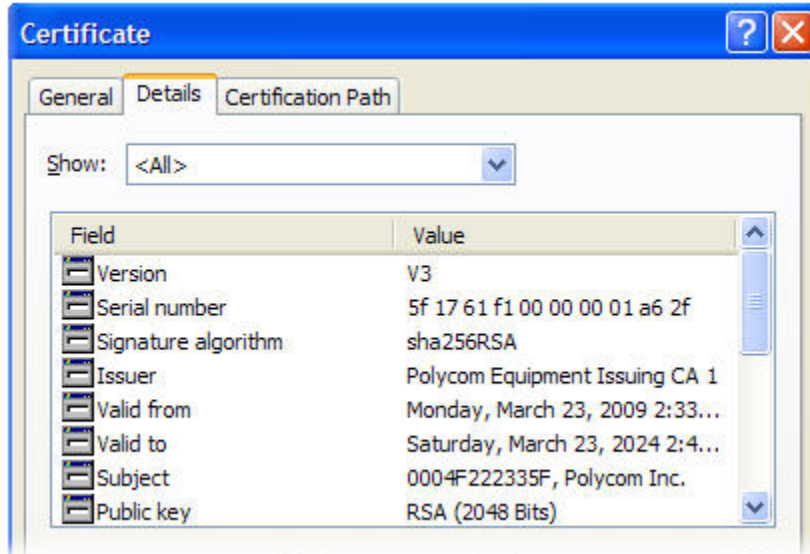 Certificate
General Details Certification Path
Show: <All>
Field Value
Version V3
Serial number 5f 17 61 f1 00 00 00 01 a6 2f
Signature algorithm sha256RSA
Issuer Polycom Equipment Issuing CA 1
Valid from Monday, March 23, 2009 2:33...
Valid to Saturday, March 23, 2024 2:4...
Subject 0004F222335F, Polycom Inc.
Public key RSA (2048 Bits)